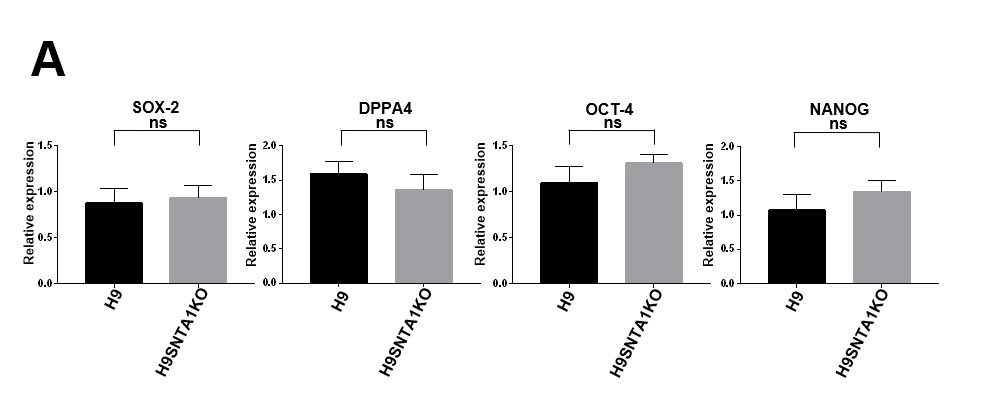 A
SOX-2
ns
Relative expression
1.5
1.0
0.5
0.0
H9
H9SNTA1KO
DPPA4
ns
Relative expression
2.0
1.5
1.0
0.5
0.0
H9
H9SNTA1KO
OCT-4
ns
Relative expression
1.5
1.0
0.5
0.0
H9
H9SNTA1KO
NANOG
ns
Relative expression
2.0
1.5
1.0
0.5
0.0
H9
H9SNTA1KO